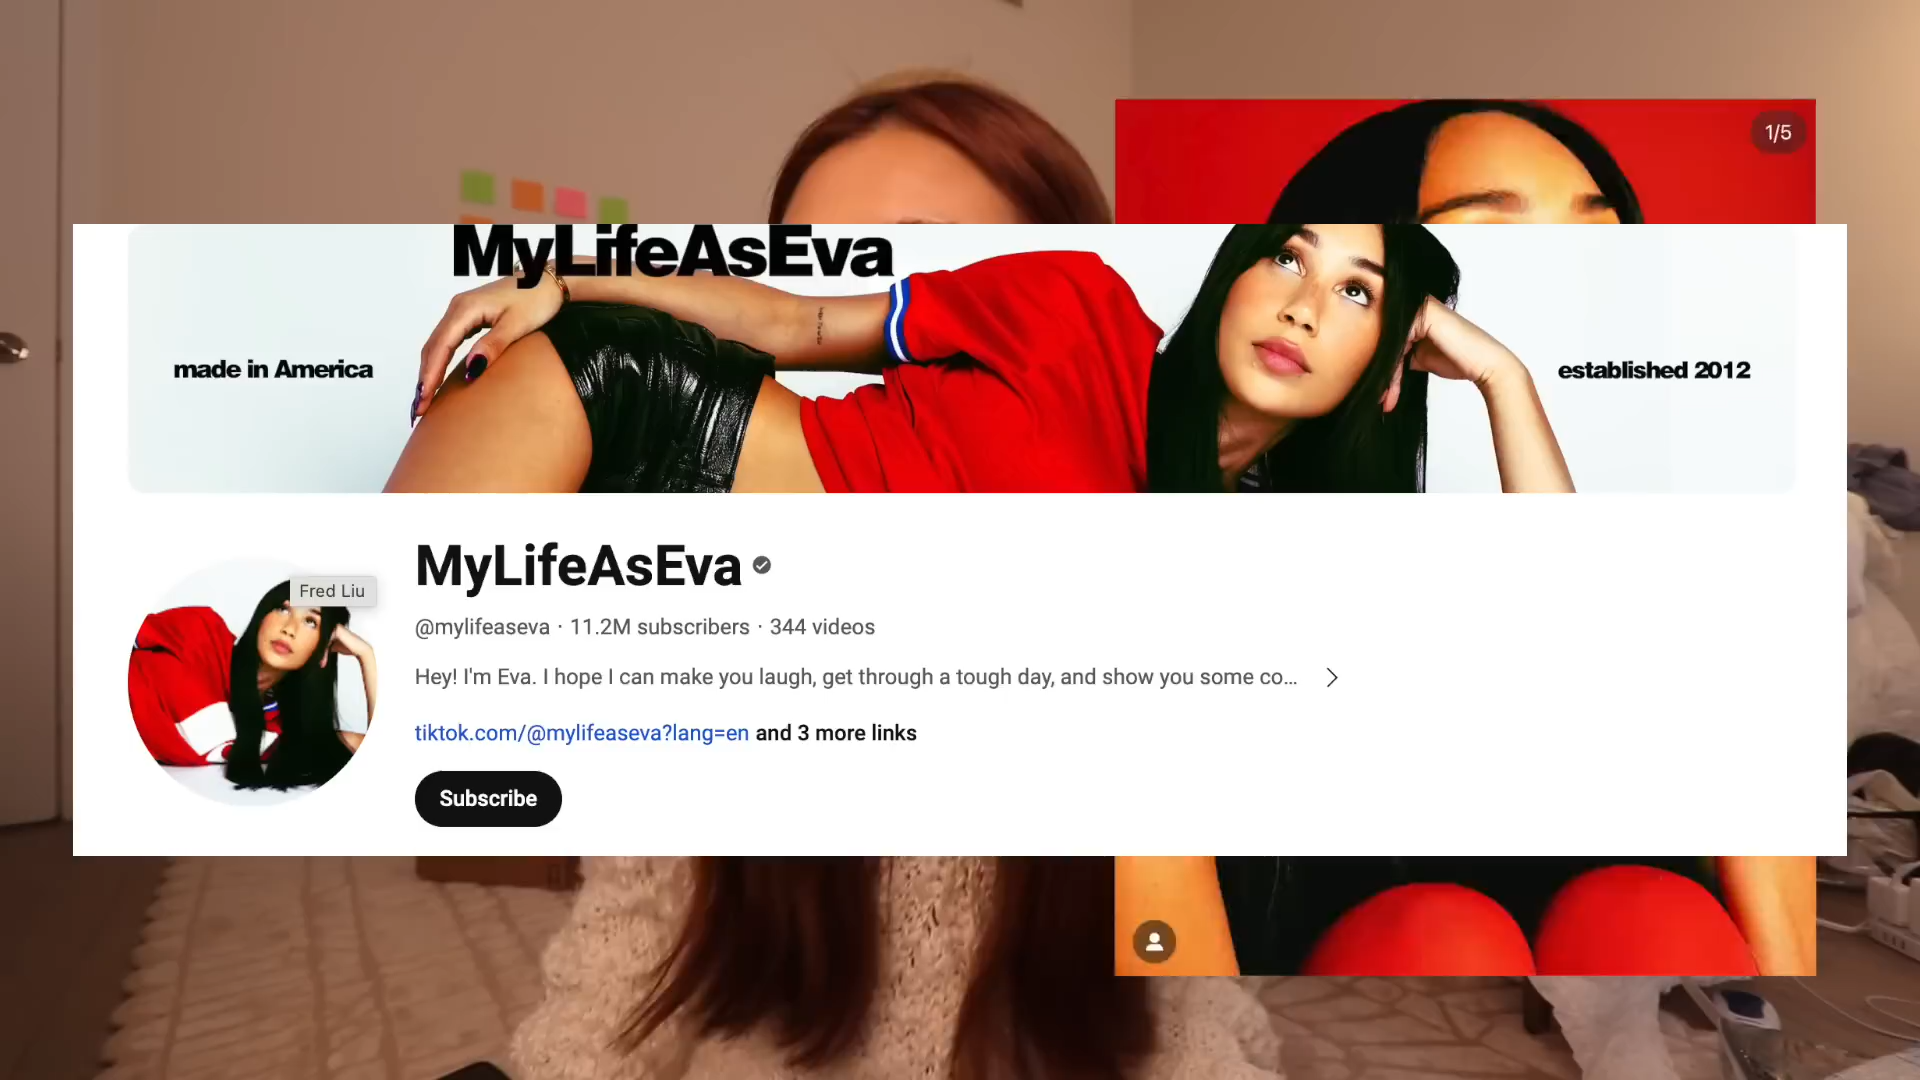 1/5
MyLifeAsEva
made in America
established 2012
MyLifeAsEva
Fred Liu
@mylifeaseva · 11.2M subscribers · 344 videos
Hey! I'm Eva. I hope I can make you laugh, get through a tough day, and show you some co...
tiktok.com/@mylifeaseva?lang=en and 3 more links
Subscribe